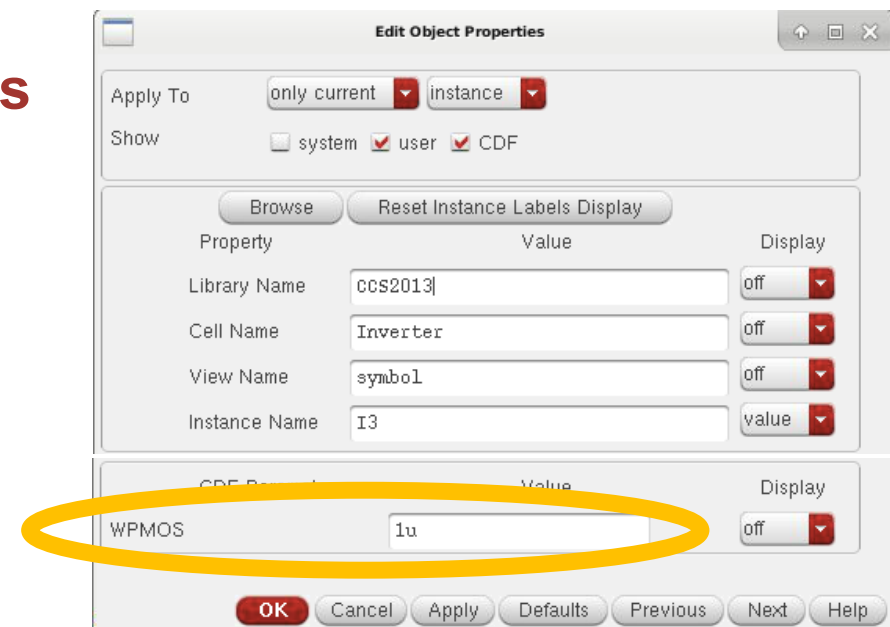 Edit Object Properties
s
Apply To only current instance
Show system user CDF
Browse Reset Instance Labels Display
Property Value Display
Library Name CCS2013 off
Cell Name Inverter off
View Name symbol off
Instance Name I3 value
CDF Value Display
WPMOS 1u off
OK Cancel Apply Defaults Previous Next Help